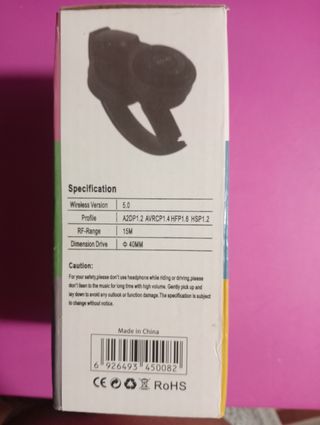 Specification
Wireless Version 5.0
Profile A2DP1.2 AVRCP1.4 HFP1.6 HSP1.2
RF-Range 15M
Dimension Drive Φ 40MM
Caution:
For your safety,please don't use headphone while riding or driving,please
don't lisen to the music for long time with high volume. Gently pick up and
lay down to avoid any outlook or function damage.The specification is subject
to change without notice.
Made in China
6 926493 450082
CE RoHS